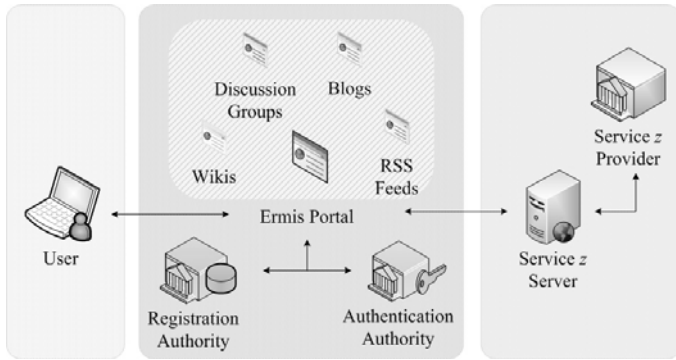 Discussion
Groups
Blogs
Wikis
RSS
Feeds
Ermis Portal
User
Registration
Authority
Authentication
Authority
Service z
Provider
Service z
Server